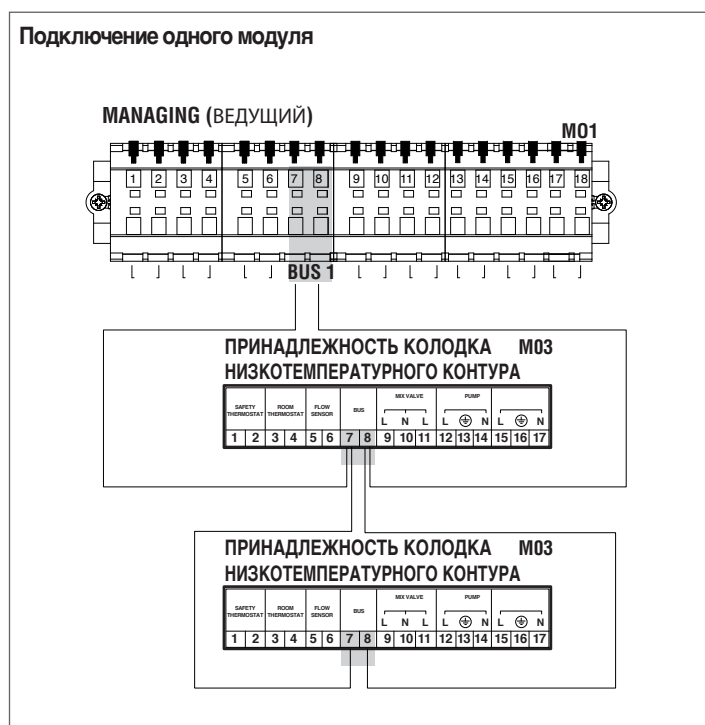 Подключение одного модуля
MANAGING (ВЕДУЩИЙ)
M01
1 2 3 4 5 6 7 8 9 10 11 12 13 14 15 16 17 18
BUS 1
ПРИНАДЛЕЖНОСТЬ КОЛОДКА M03
НИЗКОТЕМПЕРАТУРНОГО КОНТУРА
SAFETY THERMOSTAT ROOM THERMOSTAT FLOW SENSOR BUS MIX VALVE PUMP
L N L L N L N
1 2 3 4 5 6 7 8 9 10 11 12 13 14 15 16 17
ПРИНАДЛЕЖНОСТЬ КОЛОДКА M03
НИЗКОТЕМПЕРАТУРНОГО КОНТУРА
SAFETY THERMOSTAT ROOM THERMOSTAT FLOW SENSOR BUS MIX VALVE PUMP
L N L L N L N
1 2 3 4 5 6 7 8 9 10 11 12 13 14 15 16 17